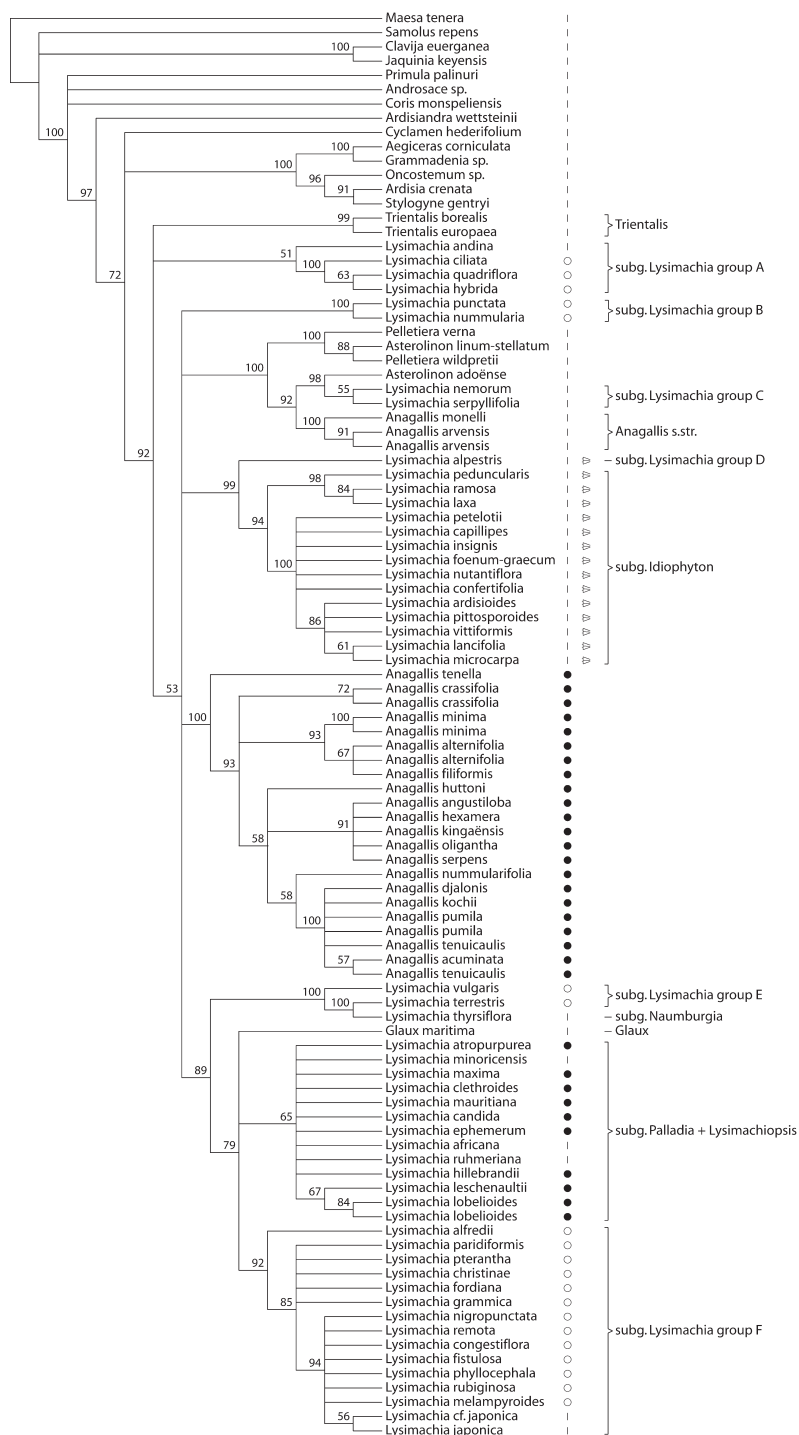 Maesa tenera
Samolus repens
100 Clavija euerganea
Jaquinia keyensis
Primula palinuri
Androsace sp.
Coris monspeliensis
100
Ardisiandra wettsteinii
Cyclamen hederifolium
100 Aegiceras corniculata
Grammadenia sp.
100
96 Oncostemum sp.
91 Ardisia crenata
97
Stylogyne gentryi
99 Trientalis borealis
Trientalis europaea
Trientalis
51 Lysimachia andina
100 Lysimachia ciliata
subg. Lysimachia group A
63 Lysimachia quadriflora
72
Lysimachia hybrida
100 Lysimachia punctata
subg. Lysimachia group B
Lysimachia nummularia
100 Pelletiera verna
88 Asterolinon linum-stellatum
Pelletiera wildpretii
100
98 Asterolinon adoënse
55 Lysimachia nemorum
subg. Lysimachia group C
92
Lysimachia serpyllifolia
100 Anagallis monelli
91 Anagallis arvensis
Anagallis s.str.
Anagallis arvensis
92
Lysimachia alpestris
subg. Lysimachia group D
98 Lysimachia peduncularis
99
84 Lysimachia ramosa
Lysimachia laxa
94
Lysimachia petelotii
Lysimachia capillipes
Lysimachia insignis
Lysimachia foenum-graecum
100
subg. Idiophyton
Lysimachia nutantiflora
Lysimachia confertifolia
Lysimachia ardisioides
Lysimachia pittosporoides
86
Lysimachia vittiformis
61 Lysimachia lancifolia
Lysimachia microcarpa
Anagallis tenella
53
72 Anagallis crassifolia
Anagallis crassifolia
100
100 Anagallis minima
Anagallis minima
93
67 Anagallis alternifolia
Anagallis alternifolia
93
Anagallis filiformis
Anagallis huttoni
Anagallis angustiloba
Anagallis hexamera
91 Anagallis kingaënsis
58
Anagallis oligantha
Anagallis serpens
Anagallis nummularifolia
Anagallis djalonis
58
Anagallis kochii
Anagallis pumila
100
Anagallis pumila
Anagallis tenuicaulis
57 Anagallis acuminata
Anagallis tenuicaulis
100 Lysimachia vulgaris
subg. Lysimachia group E
100 Lysimachia terrestris
Lysimachia thyrsiflora
subg. Naumburgia
Glaux maritima
Glaux
Lysimachia atropurpurea
Lysimachia minoricensis
89
Lysimachia maxima
Lysimachia clethroides
Lysimachia mauritiana
Lysimachia candida
65
Lysimachia ephemerum
subg. Palladia + Lysimachiopsis
Lysimachia africana
79
Lysimachia ruhmeriana
Lysimachia hillebrandii
67 Lysimachia leschenaultii
84 Lysimachia lobelioides
Lysimachia lobelioides
Lysimachia alfredii
Lysimachia paridiformis
Lysimachia pterantha
92
Lysimachia christinae
Lysimachia fordiana
85
Lysimachia grammica
Lysimachia nigropunctata
Lysimachia remota
subg. Lysimachia group F
Lysimachia congestiflora
Lysimachia fistulosa
94
Lysimachia phyllocephala
Lysimachia rubiginosa
Lysimachia melampyroides
56 Lysimachia cf. japonica
Lysimachia japonica